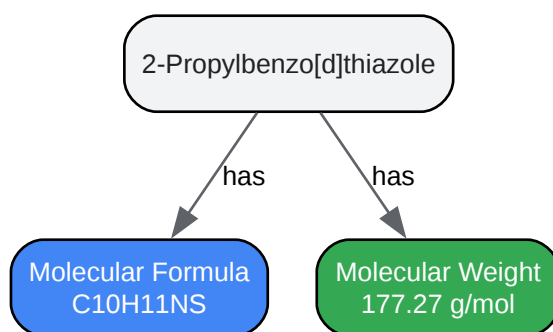 2-Propylbenzo[d]thiazole
has
has
Molecular Formula
C10H11NS
Molecular Weight
177.27 g/mol